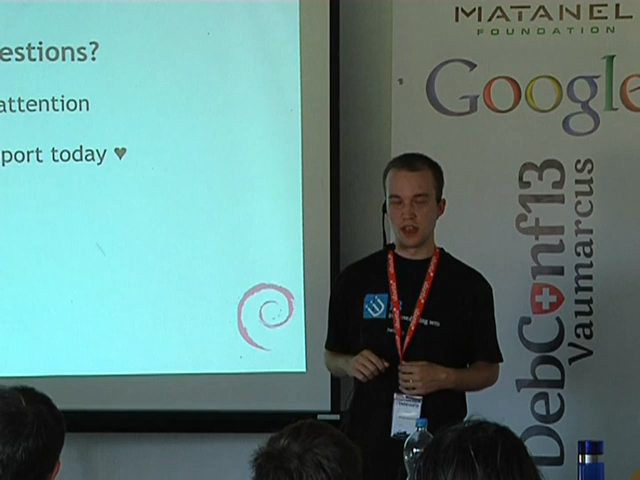 estions?
attention
port today ♥
MATANEL
FOUNDATION
Google
DebConf13
Vaumarcus